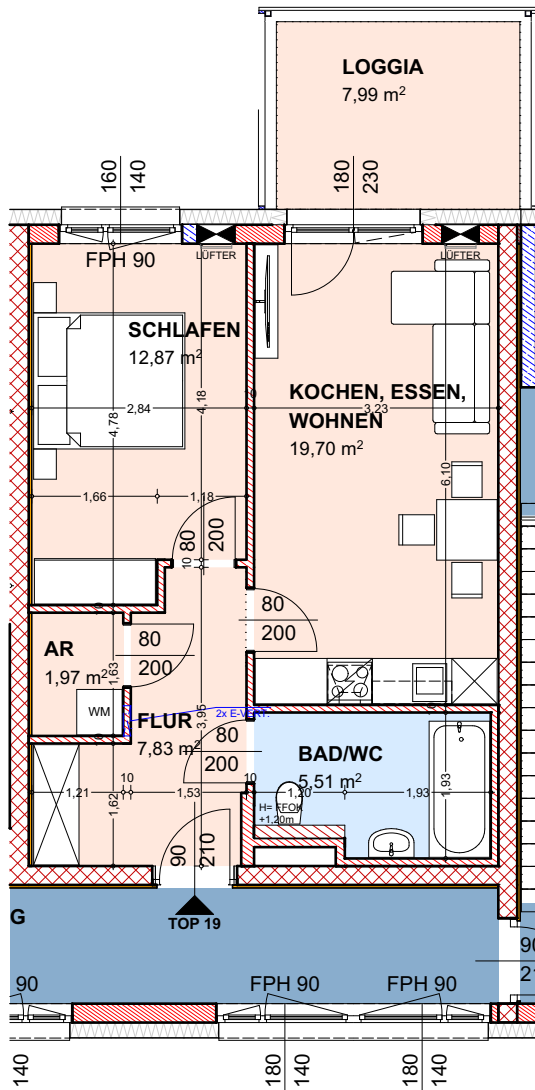 LOGGIA
7,99 m²
160
140
180
230
FPH 90
LÜFTER
LÜFTER
SCHLAFEN
12,87 m²
KOCHEN, ESSEN,
WOHNEN
19,70 m²
2,84
4,78
4,18
3,23
6,10
1,66
1,18
80
200
10
80
200
AR
1,97 m²
1,63
80
200
WM
FLUR
7,83 m²
3,95
2x E-VERT.
80
200
BAD/WC
5,51 m²
1,21
10
1,53
10
1,20
1,93
1,93
1,62
H= FFOK
+1,20m
90
210
TOP 19
G
90
21
90
FPH 90
FPH 90
140
180
140
180
140